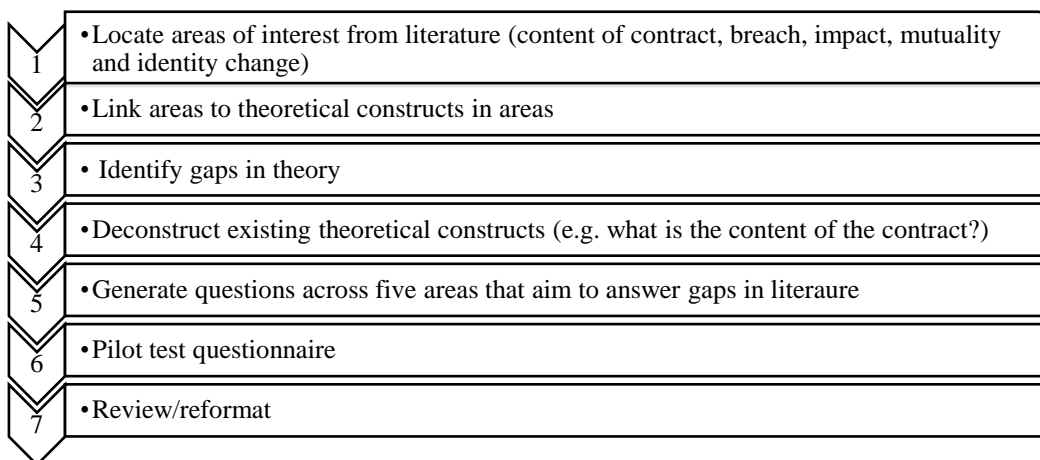 1
•Locate areas of interest from literature (content of contract, breach, impact, mutuality
and identity change)
2
•Link areas to theoretical constructs in areas
3
• Identify gaps in theory
4
•Deconstruct existing theoretical constructs (e.g. what is the content of the contract?)
5
•Generate questions across five areas that aim to answer gaps in literaure
6
•Pilot test questionnaire
7
•Review/reformat